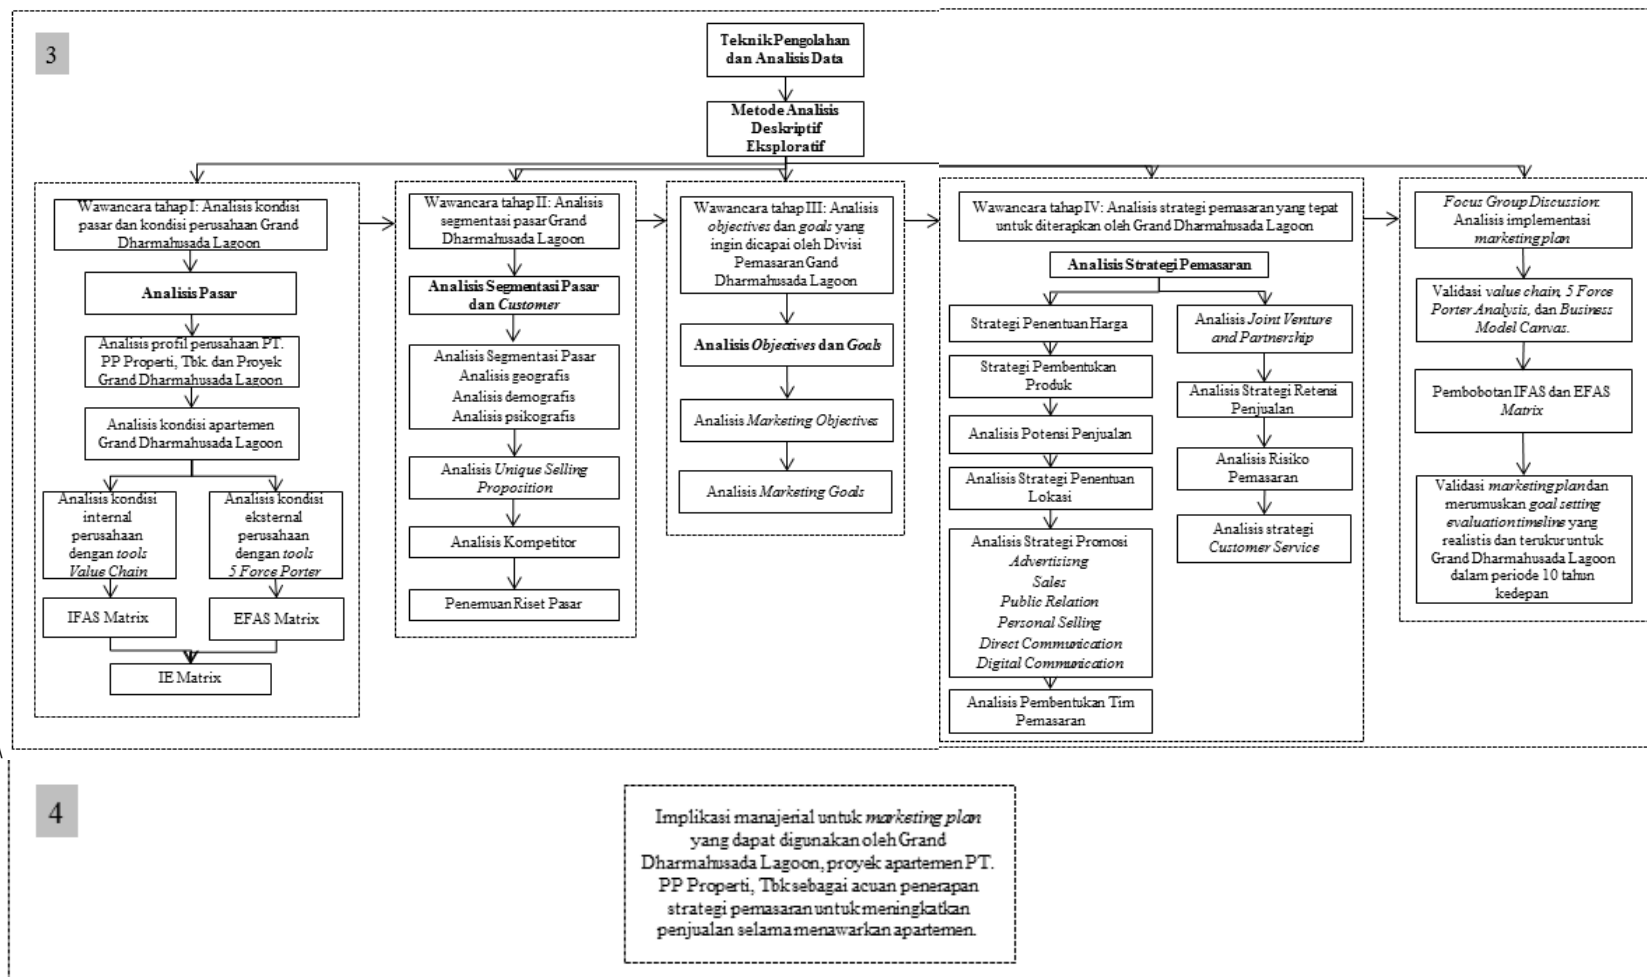 3
Teknik Pengolahan
dan Analisis Data
Metode Analisis
Deskriptif
Eksploratif
Wawancara tahap I: Analisis kondisi
pasar dan kondisi perusahaan Grand
Dharmahusada Lagoon
Analisis Pasar
Analisis profil perusahaan PT.
PP Properti, Tbk. dan Proyek
Grand Dharmahusada Lagoon
Analisis kondisi apartemen
Grand Dharmahusada Lagoon
Analisis kondisi
internal
perusahaan
dengan tools
Value Chain
Analisis kondisi
eksternal
perusahaan
dengan tools
5 Force Porter
IFAS Matrix
EFAS Matrix
IE Matrix
Wawancara tahap II: Analisis
segmentasi pasar Grand
Dharmahusada Lagoon
Analisis Segmentasi Pasar
dan Customer
Analisis Segmentasi Pasar
Analisis geografis
Analisis demografis
Analisis psikografis
Analisis Unique Selling
Proposition
Analisis Kompetitor
Penemuan Riset Pasar
Wawancara tahap III: Analisis
objectives dan goals yang
ingin dicapai oleh Divisi
Pemasaran Gand
Dharmahusada Lagoon
Analisis Objectives dan Goals
Analisis Marketing Objectives
Analisis Marketing Goals
Wawancara tahap IV: Analisis strategi pemasaran yang tepat
untuk diterapkan oleh Grand Dharmahusada Lagoon
Analisis Strategi Pemasaran
Strategi Penentuan Harga
Strategi Pembentukan
Produk
Analisis Potensi Penjualan
Analisis Strategi Penentuan
Lokasi
Analisis Strategi Promosi
Advertisisng
Sales
Public Relation
Personal Selling
Direct Communication
Digital Communication
Analisis Pembentukan Tim
Pemasaran
Analisis Joint Venture
and Partnership
Analisis Strategi Retensi
Penjualan
Analisis Risiko
Pemasaran
Analisis strategi
Customer Service
Focus Group Discussion:
Analisis implementasi
marketing plan
Validasi value chain, 5 Force
Porter Analysis, dan Business
Model Canvas.
Pembobotan IFAS dan EFAS
Matrix
Validasi marketing plan dan
merumuskan goal setting
evaluation timeline yang
realistis dan terukur untuk
Grand Dharmahusada Lagoon
dalam periode 10 tahun
kedepan
4
Implikasi manajerial untuk marketing plan
yang dapat digunakan oleh Grand
Dharmahusada Lagoon, proyek apartemen PT.
PP Properti, Tbk sebagai acuan penerapan
strategi pemasaran untuk meningkatkan
penjualan selama menawarkan apartemen.